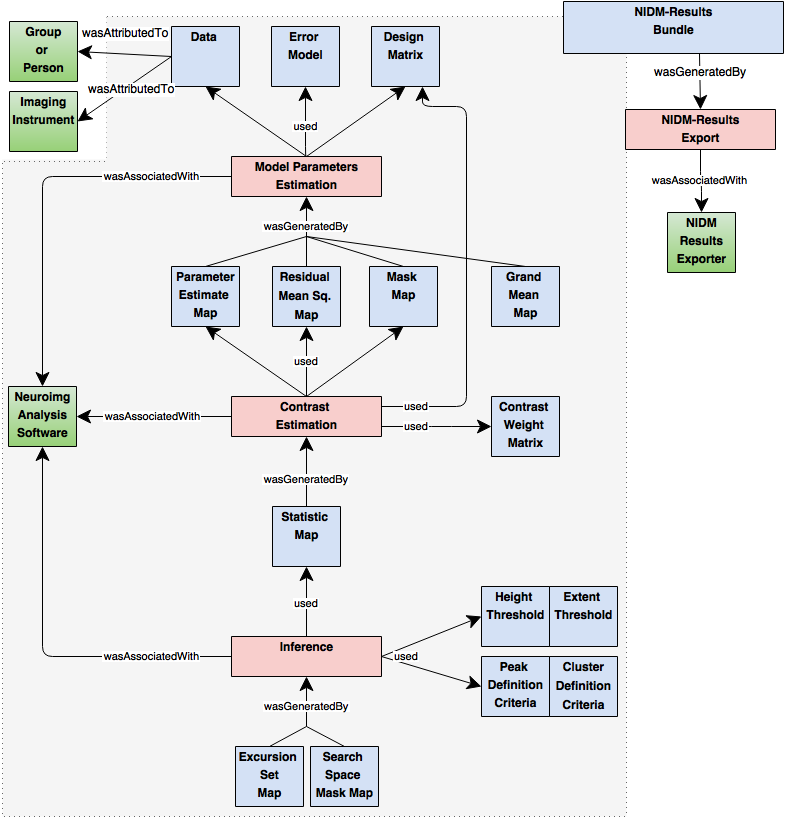 NIDM-Results
Bundle
wasGeneratedBy
NIDM-Results
Export
wasAssociatedWith
NIDM
Results
Exporter
Group
or
Person
wasAttributedTo
Data
Error
Model
Design
Matrix
Imaging
Instrument
wasAttributedTo
used
Model Parameters
Estimation
wasAssociatedWith
wasGeneratedBy
Parameter
Estimate
Map
Residual
Mean Sq.
Map
Mask
Map
Grand
Mean
Map
used
Neuroimg
Analysis
Software
wasAssociatedWith
Contrast
Estimation
used
used
Contrast
Weight
Matrix
wasGeneratedBy
Statistic
Map
used
Height
Threshold
Extent
Threshold
wasAssociatedWith
Inference
used
Peak
Definition
Criteria
Cluster
Definition
Criteria
wasGeneratedBy
Excursion
Set
Map
Search
Space
Mask Map